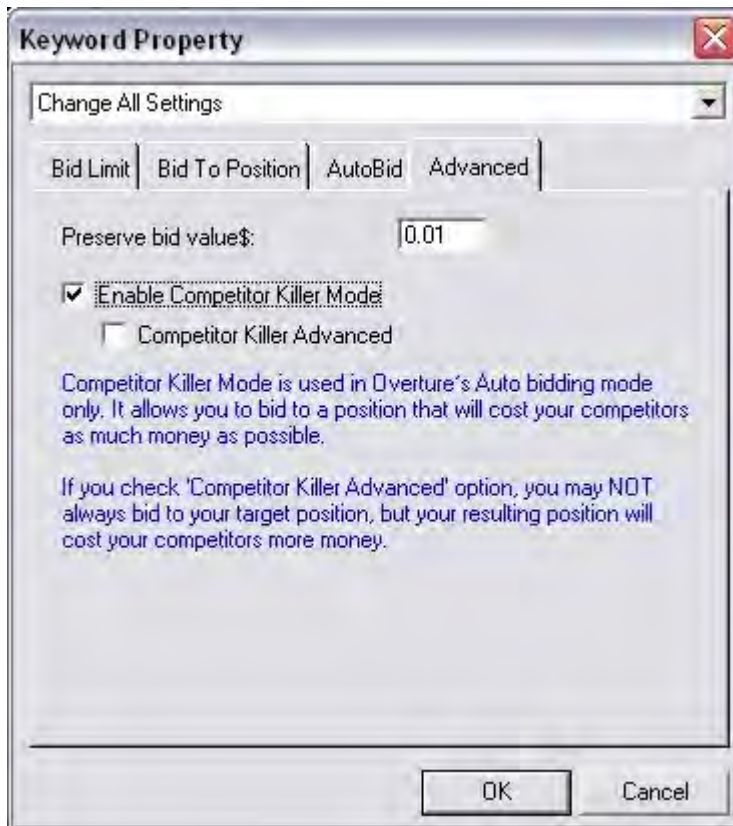 Keyword Property
Change All Settings
Bid Limit Bid To Position AutoBid Advanced
Preserve bid value$: 0.01
Enable Competitor Killer Mode
Competitor Killer Advanced
Competitor Killer Mode is used in Overture's Auto bidding mode
only. It allows you to bid to a position that will cost your competitors
as much money as possible.
If you check 'Competitor Killer Advanced' option, you may NOT
always bid to your target position, but your resulting position will
cost your competitors more money.
OK Cancel